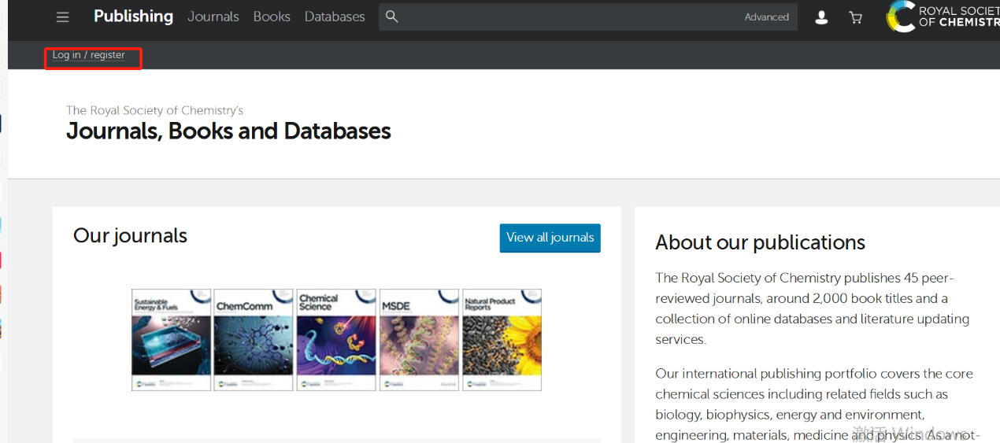 Publishing Journals Books Databases Advanced
ROYAL SOCIET
OF CHEMISTR
Log in / register
The Royal Society of Chemistry's
Journals, Books and Databases
Our journals
View all journals
Sustainable
Energy & Fuels
ChemComm
Chemical
Science
MSDE
Natural Product
Reports
About our publications
The Royal Society of Chemistry publishes 45 peer-
reviewed journals, around 2,000 book titles and a
collection of online databases and literature updating
services.
Our international publishing portfolio covers the core
chemical sciences including related fields such as
biology, biophysics, energy and environment,
engineering, materials, medicine and physics. As a not-
激活 Windows